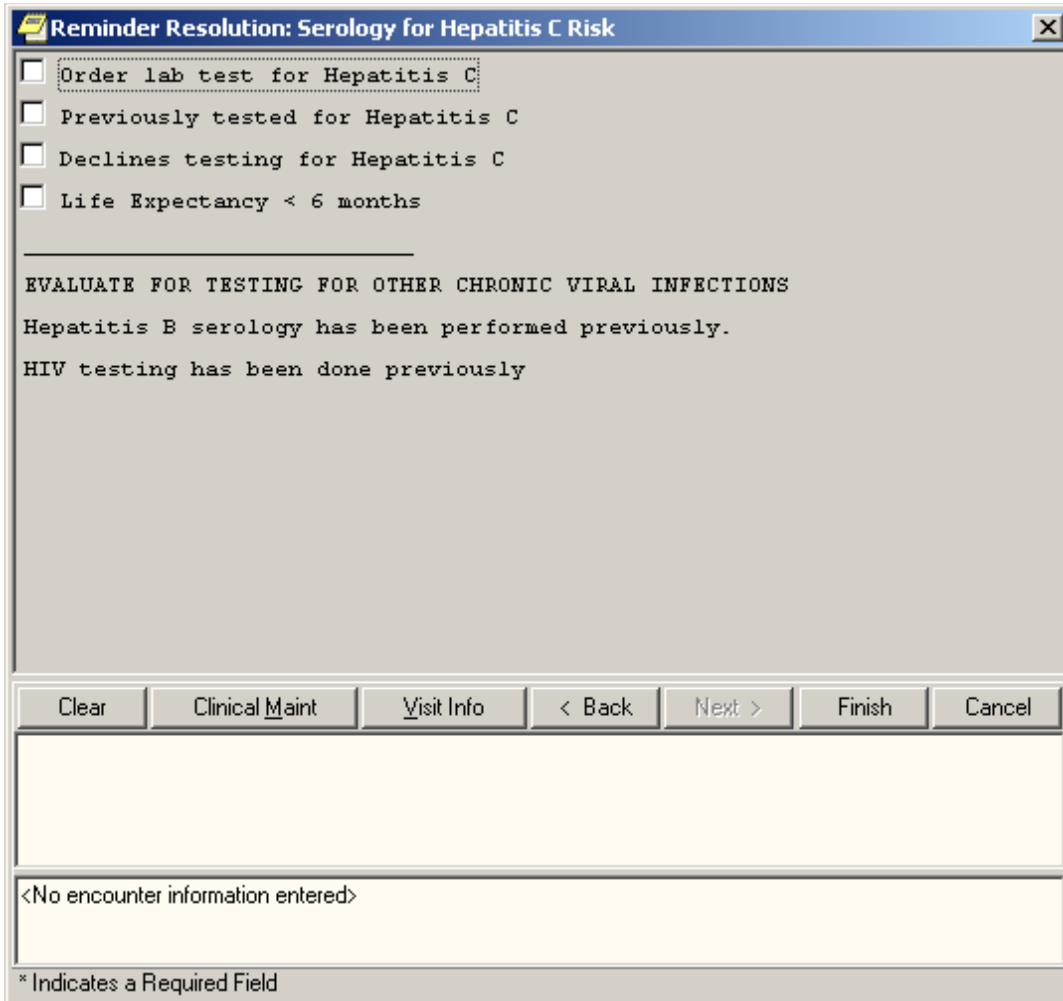 Reminder Resolution: Serology for Hepatitis C Risk
Order lab test for Hepatitis C
Previously tested for Hepatitis C
Declines testing for Hepatitis C
Life Expectancy < 6 months
EVALUATE FOR TESTING FOR OTHER CHRONIC VIRAL INFECTIONS
Hepatitis B serology has been performed previously.
HIV testing has been done previously
Clear Clinical Maint Visit Info < Back Next > Finish Cancel
<No encounter information entered>
* Indicates a Required Field